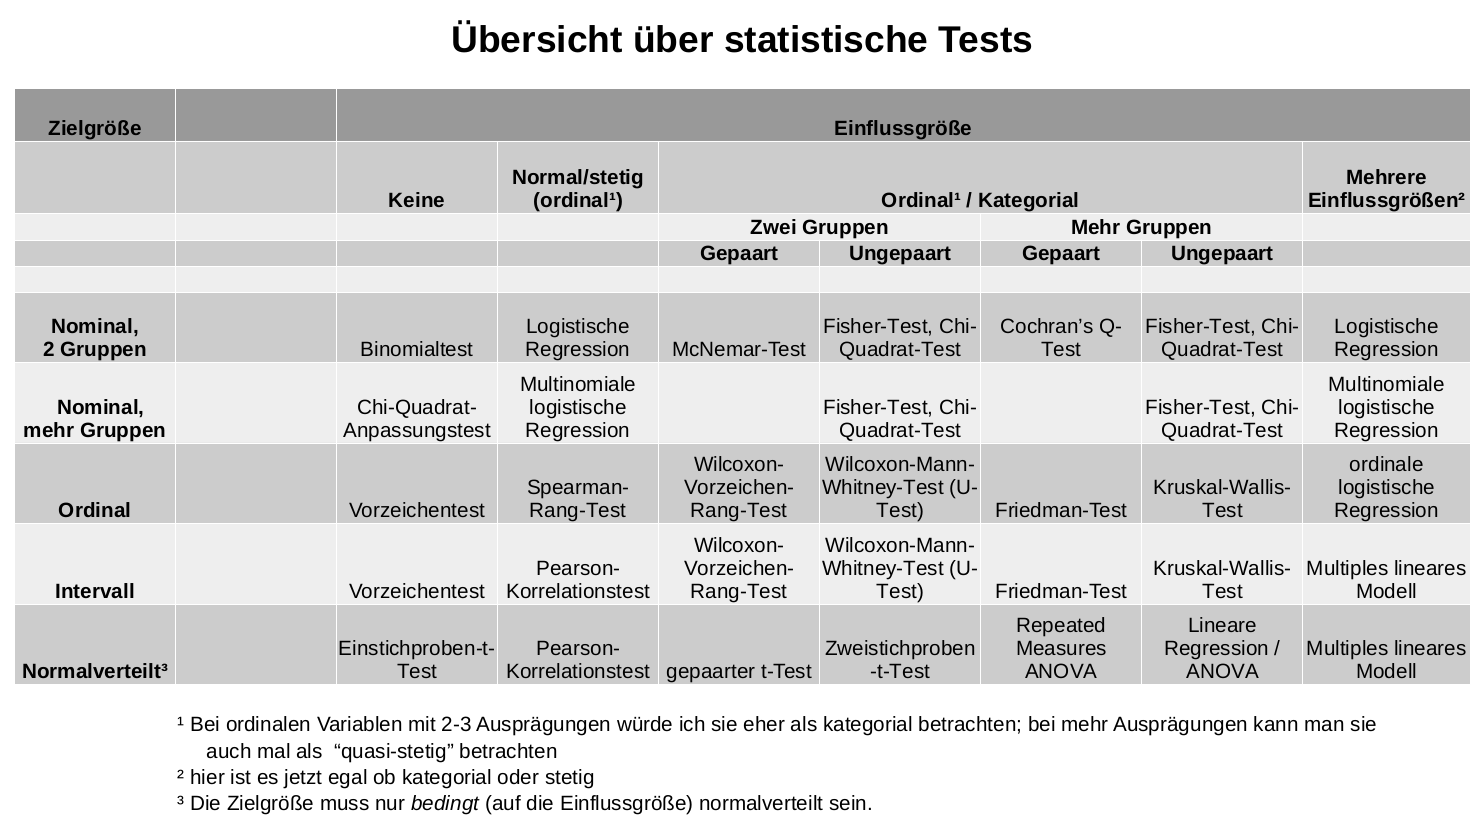 Übersicht über statistische Tests
Zielgröße Einflussgröße
Keine
Normal/stetig
(ordinal¹)
Ordinal¹ / Kategorial
Mehrere
Einflussgrößen²
Zwei Gruppen Mehr Gruppen
Gepaart Ungepaart Gepaart Ungepaart
Nominal,
2 Gruppen
Binomialtest
Logistische
Regression
McNemar-Test
Fisher-Test, Chi-
Quadrat-Test
Cochran’s Q-
Test
Fisher-Test, Chi-
Quadrat-Test
Logistische
Regression
Nominal,
mehr Gruppen
Chi-Quadrat-
Anpassungstest
Multinomiale
logistische
Regression
Fisher-Test, Chi-
Quadrat-Test
Fisher-Test, Chi-
Quadrat-Test
Multinomiale
logistische
Regression
Ordinal
Vorzeichentest
Spearman-
Rang-Test
Wilcoxon-
Vorzeichen-
Rang-Test
Wilcoxon-Mann-
Whitney-Test (U-
Test)
Friedman-Test
Kruskal-Wallis-
Test
ordinale
logistische
Regression
Intervall
Vorzeichentest
Pearson-
Korrelationstest
Wilcoxon-
Vorzeichen-
Rang-Test
Wilcoxon-Mann-
Whitney-Test (U-
Test)
Friedman-Test
Kruskal-Wallis-
Test
Multiples lineares
Modell
Normalverteilt³
Einstichproben-t-
Test
Pearson-
Korrelationstest
gepaarter t-Test
Zweistichproben
-t-Test
Repeated
Measures
ANOVA
Lineare
Regression /
ANOVA
Multiples lineares
Modell
¹ Bei ordinalen Variablen mit 2-3 Ausprägungen würde ich sie eher als kategorial betrachten; bei mehr Ausprägungen kann man sie
auch mal als “quasi-stetig” betrachten
² hier ist es jetzt egal ob kategorial oder stetig
³ Die Zielgröße muss nur bedingt (auf die Einflussgröße) normalverteilt sein.